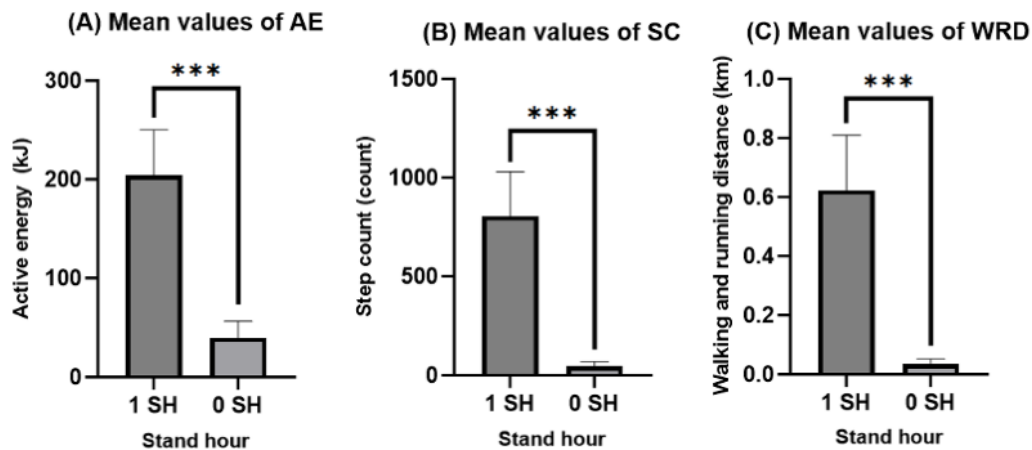 (A) Mean values of AE
Active energy (kJ)
300
200
100
0
***
1 SH
0 SH
Stand hour
(B) Mean values of SC
Step count (count)
1500
1000
500
0
***
1 SH
0 SH
Stand hour
(C) Mean values of WRD
Walking and running distance (km)
1.0
0.8
0.6
0.4
0.2
0.0
***
1 SH
0 SH
Stand hour